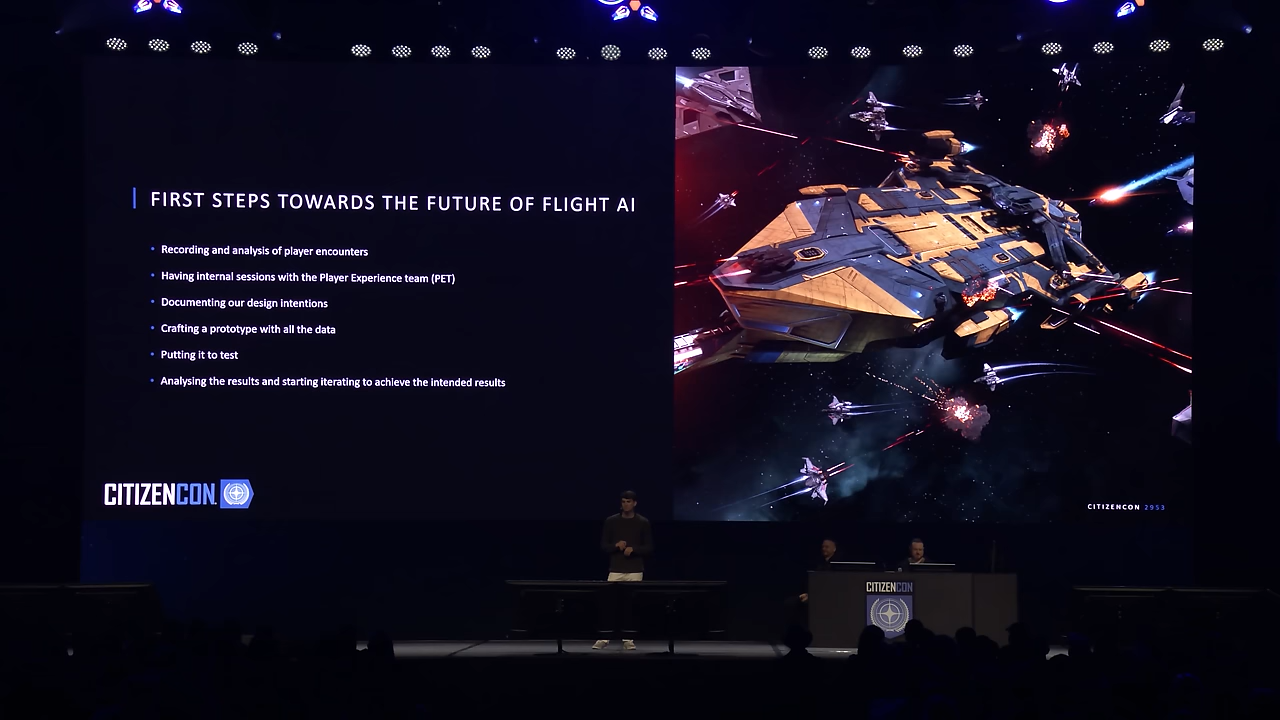 FIRST STEPS TOWARDS THE FUTURE OF FLIGHT AI
• Recording and analysis of player encounters
• Having internal sessions with the Player Experience team (PET)
• Documenting our design intentions
• Crafting a prototype with all the data
• Putting it to test
• Analysing the results and starting iterating to achieve the intended results
CITIZENCON
CITIZENCON 2953
CITIZENCON